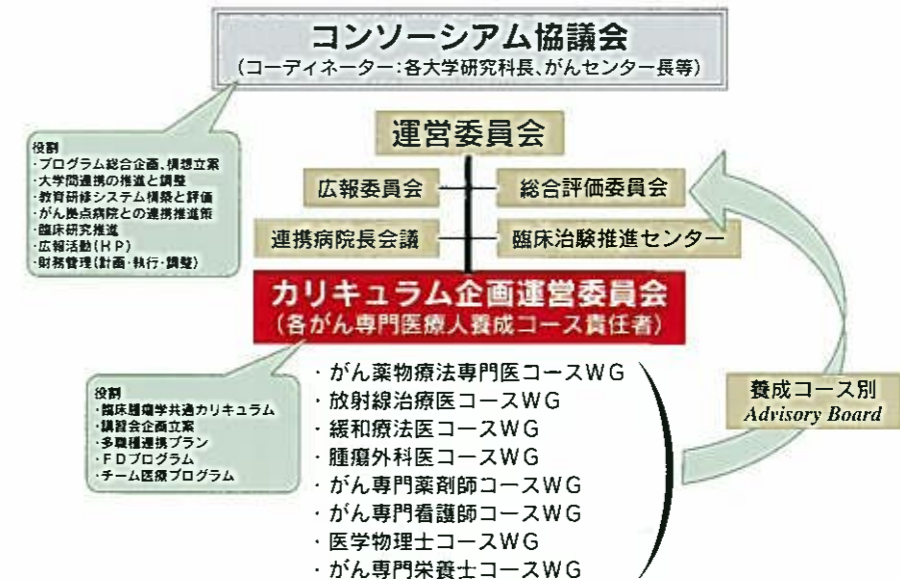 コンソーシアム協議会
(コーディネーター:各大学研究科長、がんセンター長等)
役割
・プログラム総合企画、構想立案
・大学間連携の推進と調整
・教育研修システム構築と評価
・がん拠点病院との連携推進策
・臨床研究推進
・広報活動(HP)
・財務管理(計画・執行・調整)
運営委員会
広報委員会
総合評価委員会
連携病院長会議
臨床治験推進センター
カリキュラム企画運営委員会
(各がん専門医療人養成コース責任者)
役割
・臨床腫瘍学共通カリキュラム
・講習会企画立案
・多職種連携プラン
・FDプログラム
・チーム医療プログラム
・がん薬物療法専門医コースWG
・放射線治療医コースWG
・緩和療法医コースWG
・腫瘍外科医コースWG
・がん専門薬剤師コースWG
・がん専門看護師コースWG
・医学物理士コースWG
・がん専門栄養士コースWG
養成コース別
Advisory Board